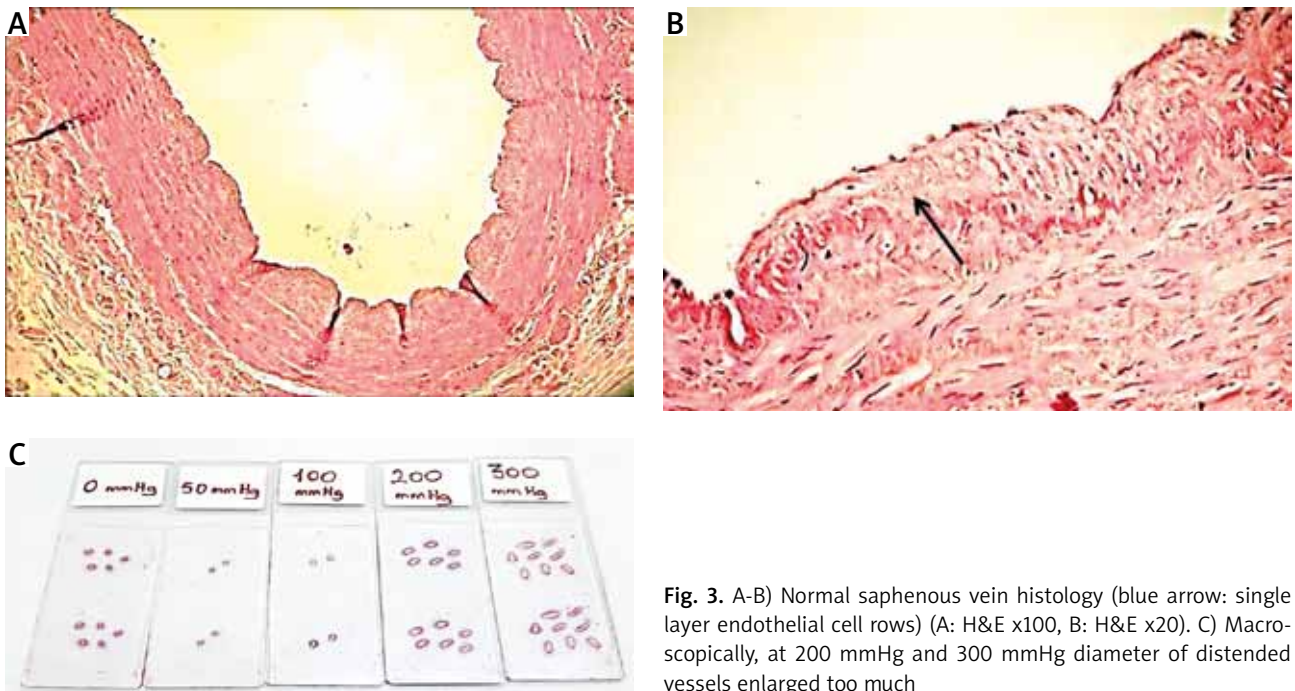 A
B
C
0 mmHg
50 mmHg
100
mmHg
200
mmHg
300
mmHg
Fig. 3. A-B) Normal saphenous vein histology (blue arrow: single
layer endothelial cell rows) (A: H&E x100, B: H&E x20). C) Macro-
scopically, at 200 mmHg and 300 mmHg diameter of distended
vessels enlarged too much